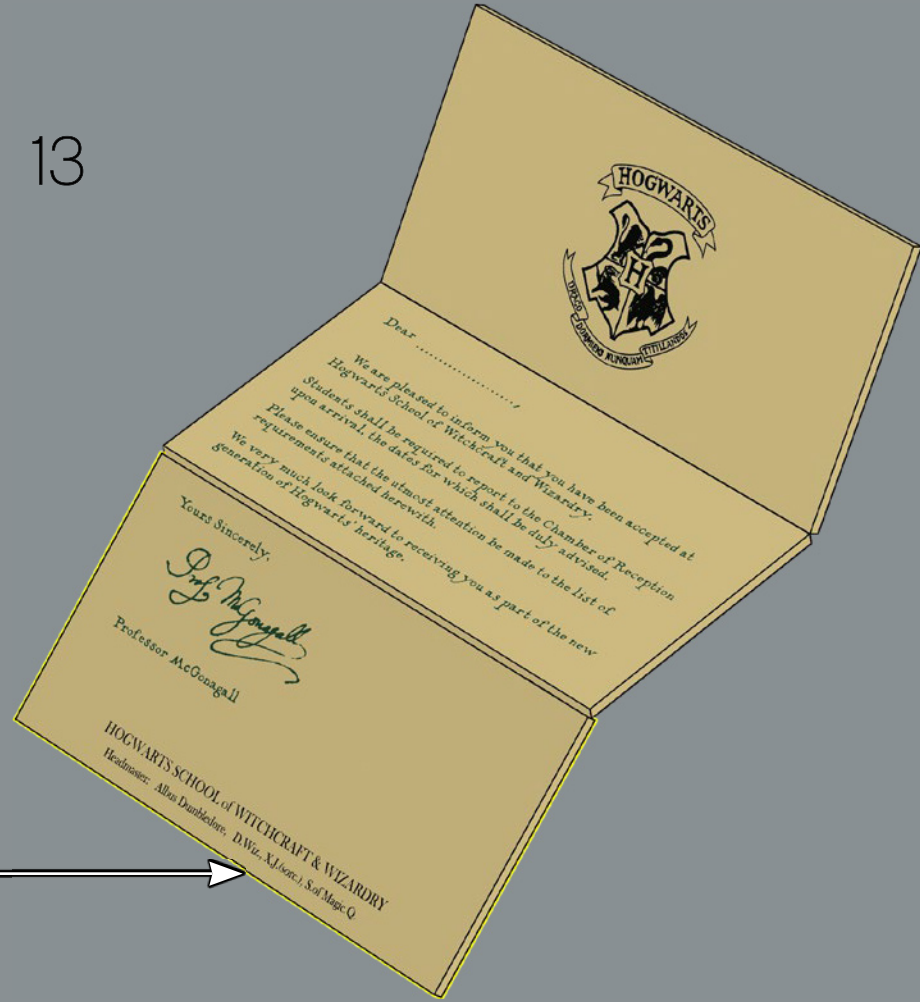 13
HOGWARTS
H
DRACO
DORMIENS NUNQUAM
TITILLANDUS
Dear ....................,
We are pleased to inform you that you have been accepted at
Hogwarts School of Witchcraft and Wizardry.
Students shall be required to report to the Chamber of Reception
upon arrival, the dates for which shall be duly advised.
Please ensure that the utmost attention be made to the list of
requirements attached herewith.
We very much look forward to receiving you as part of the new
generation of Hogwarts' heritage.
Yours Sincerely,
Prof McGonagall
Professor McGonagall
HOGWARTS SCHOOL of WITCHCRAFT & WIZARDRY
Headmaster: Albus Dumbledore, D.Wiz., X.J.(sorc.), S.of Magic.Q.